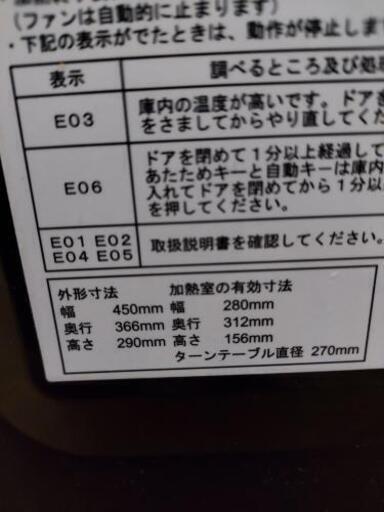 (ファンは自動的に止まります)
・下記の表示がでたときは、動作が停止しま
表示
調べるところ及び処
E03
庫内の温度が高いです。ドアを
をさましてからやり直してくだ
E06
ドアを閉めて1分以上経過して
あたためキーと自動キーは庫内
入れてドアを閉めてから1分以
を押してください。
E01 E02
E04 E05
取扱説明書を確認してください。
外形寸法 加熱室の有効寸法
幅 450mm 幅 280mm
奥行 366mm 奥行 312mm
高さ 290mm 高さ 156mm
ターンテーブル直径 270mm